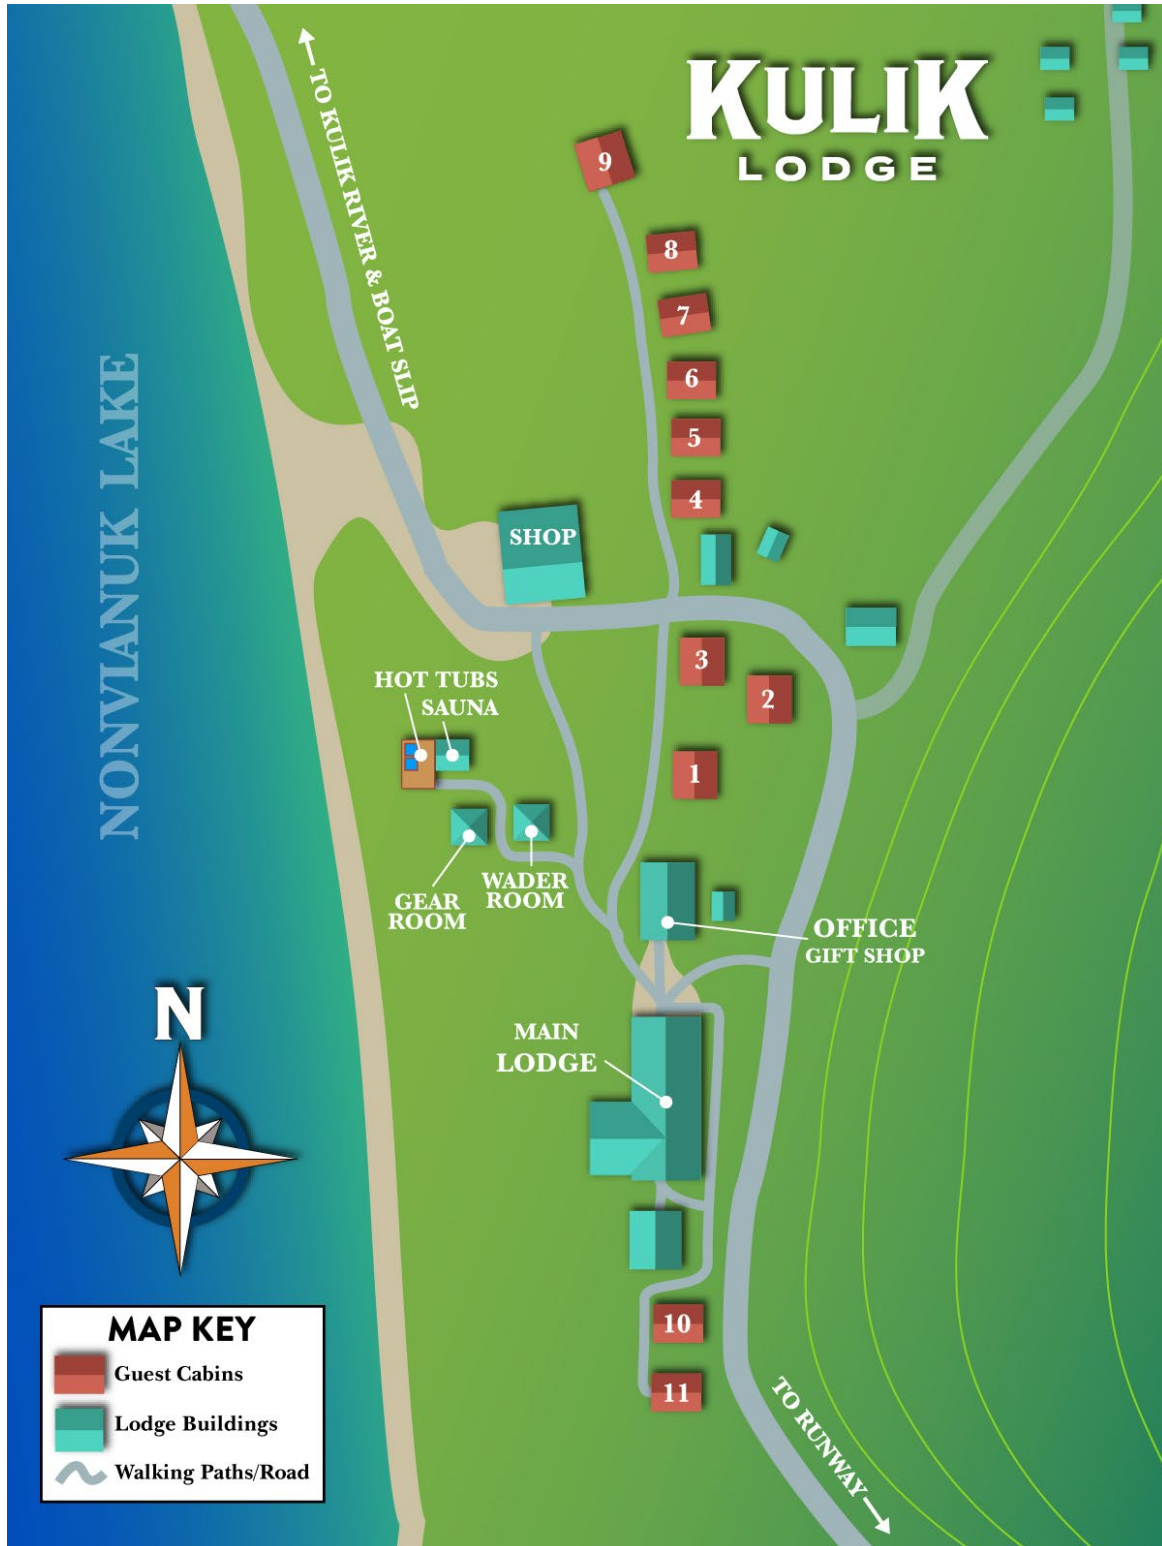 KULIK
LODGE
TO KULIK RIVER & BOAT SLIP
9
8
7
6
5
4
SHOP
3
2
1
HOT TUBS
SAUNA
NONVIANUK LAKE
GEAR
ROOM
WADER
ROOM
OFFICE
GIFT SHOP
N
MAIN
LODGE
10
11
TO RUNWAY
MAP KEY
Guest Cabins
Lodge Buildings
Walking Paths/Road